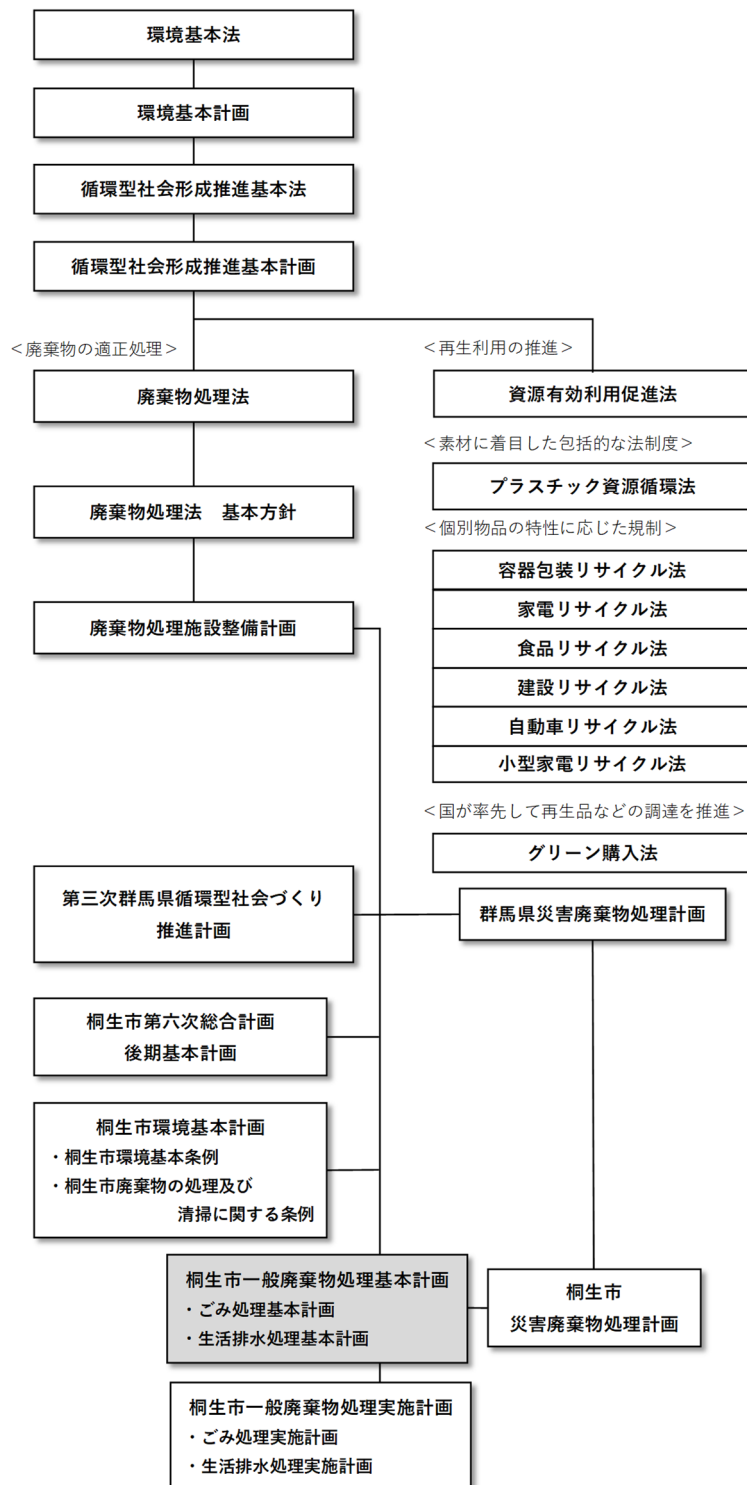 環境基本法
環境基本計画
循環型社会形成推進基本法
循環型社会形成推進基本計画
＜廃棄物の適正処理＞
廃棄物処理法
廃棄物処理法　基本方針
廃棄物処理施設整備計画
＜再生利用の推進＞
資源有効利用促進法
＜素材に着目した包括的な法制度＞
プラスチック資源循環法
＜個別物品の特性に応じた規制＞
容器包装リサイクル法
家電リサイクル法
食品リサイクル法
建設リサイクル法
自動車リサイクル法
小型家電リサイクル法
＜国が率先して再生品などの調達を推進＞
グリーン購入法
第三次群馬県循環型社会づくり
推進計画
群馬県災害廃棄物処理計画
桐生市第六次総合計画
後期基本計画
桐生市環境基本計画
・桐生市環境基本条例
・桐生市廃棄物の処理及び
清掃に関する条例
桐生市一般廃棄物処理基本計画
・ごみ処理基本計画
・生活排水処理基本計画
桐生市
災害廃棄物処理計画
桐生市一般廃棄物処理実施計画
・ごみ処理実施計画
・生活排水処理実施計画